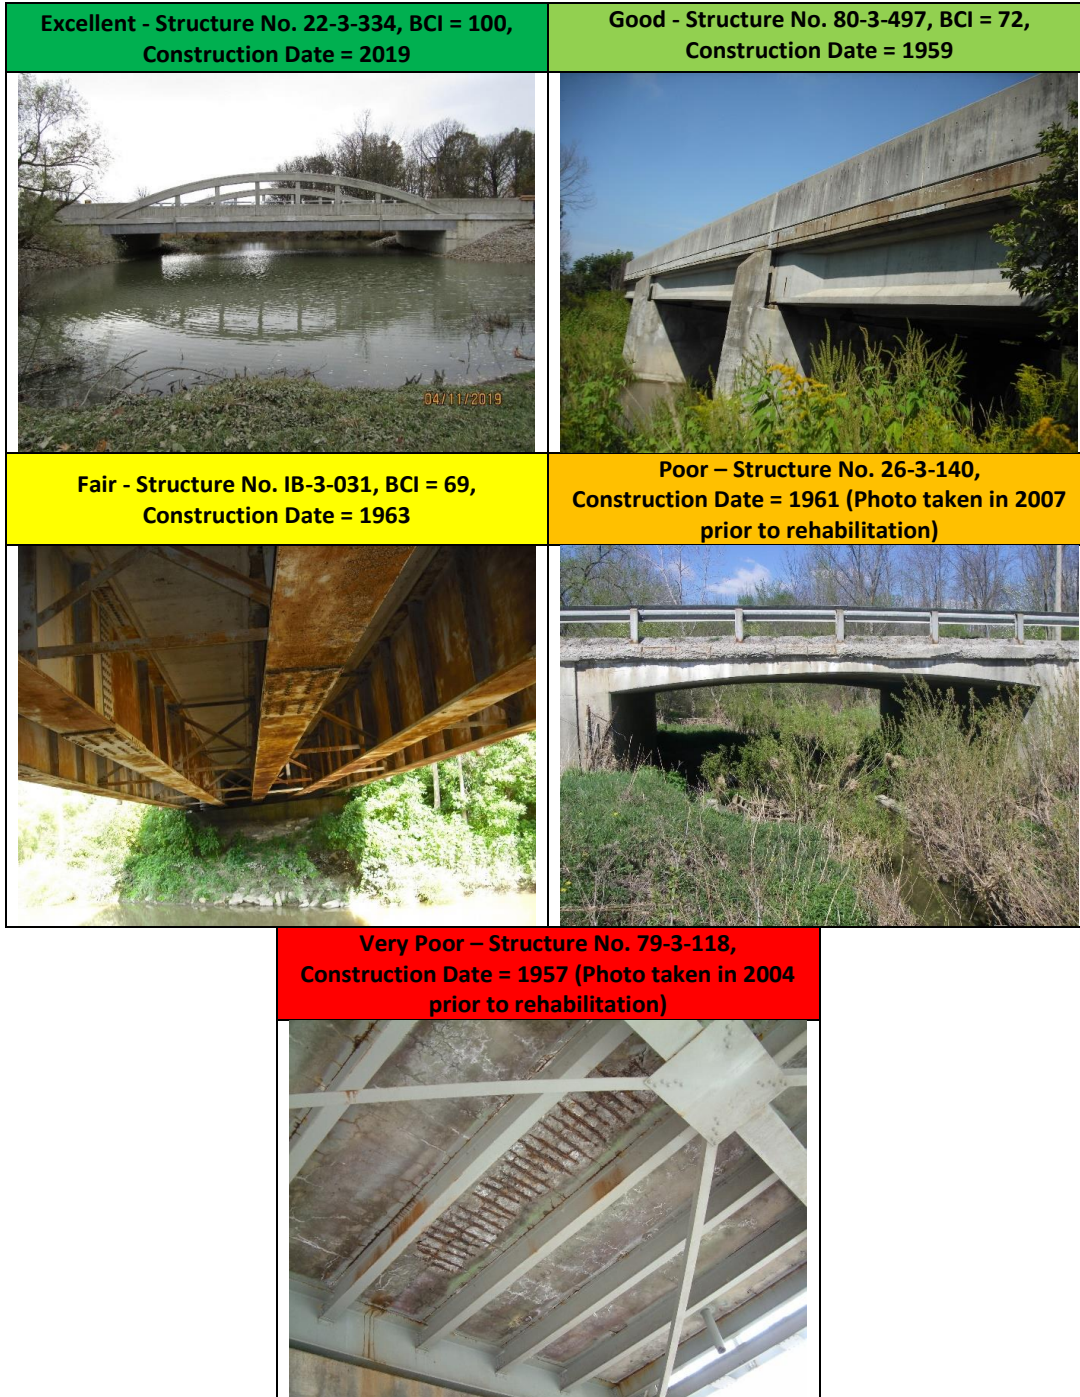 Excellent - Structure No. 22-3-334, BCI = 100,
Construction Date = 2019
Good - Structure No. 80-3-497, BCI = 72,
Construction Date = 1959
04/11/2019
Fair - Structure No. IB-3-031, BCI = 69,
Construction Date = 1963
Poor – Structure No. 26-3-140,
Construction Date = 1961 (Photo taken in 2007
prior to rehabilitation)
Very Poor – Structure No. 79-3-118,
Construction Date = 1957 (Photo taken in 2004
prior to rehabilitation)